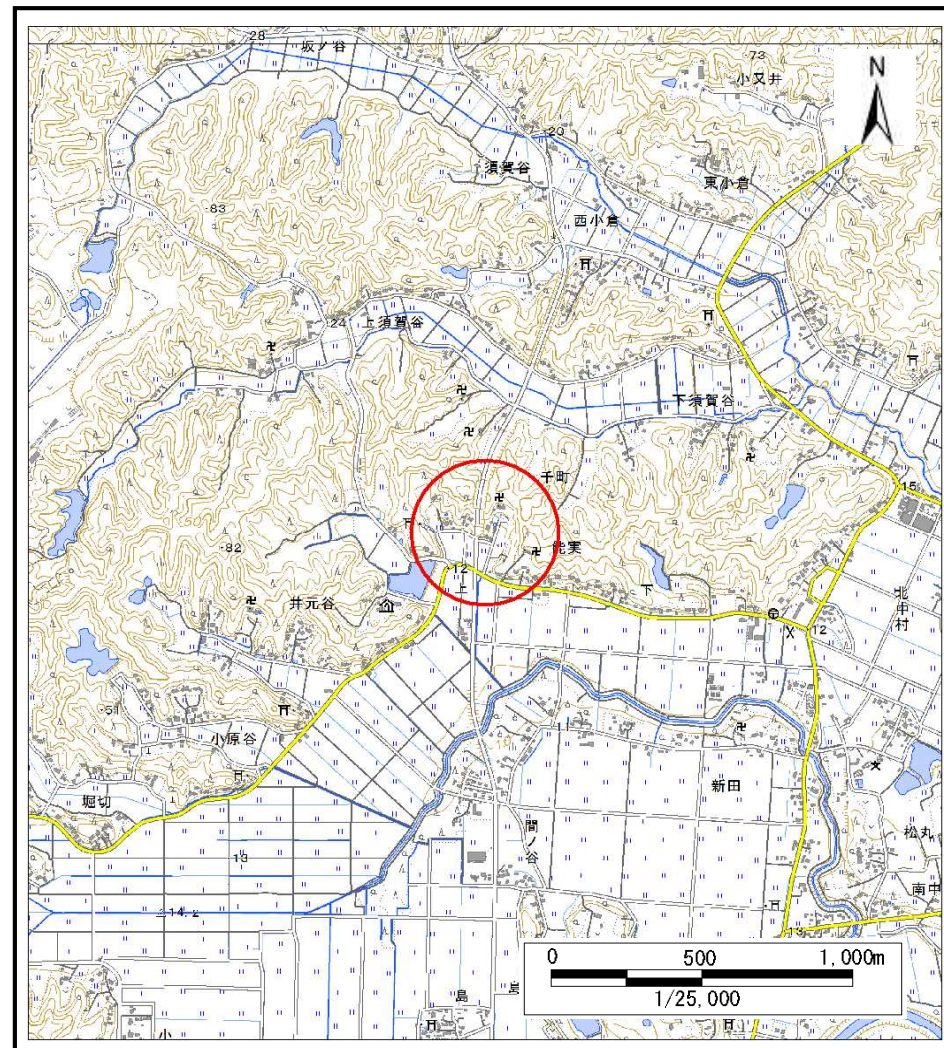 28
坂ノ谷
73
小又井
N
20
須賀谷
東小倉
83
西小倉
24
上須賀谷
下須賀谷
千町
15
能実
82
12
上
下
井元谷
北中村
12
51
小原谷
新田
堀切
間ノ谷
松丸
13
南中
14.2
13
0 500 1,000m
1/25,000
島
小